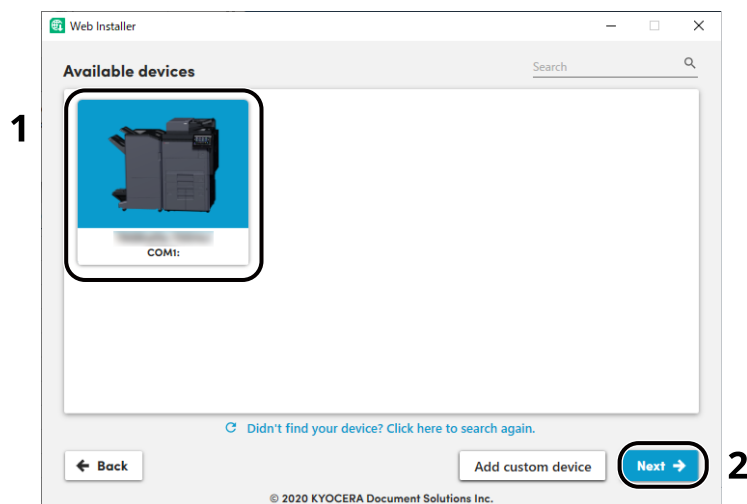 Web Installer
Available devices
Search
1
COM1:
Didn't find your device? Click here to search again.
Back
Add custom device
Next
2
© 2020 KYOCERA Document Solutions Inc.